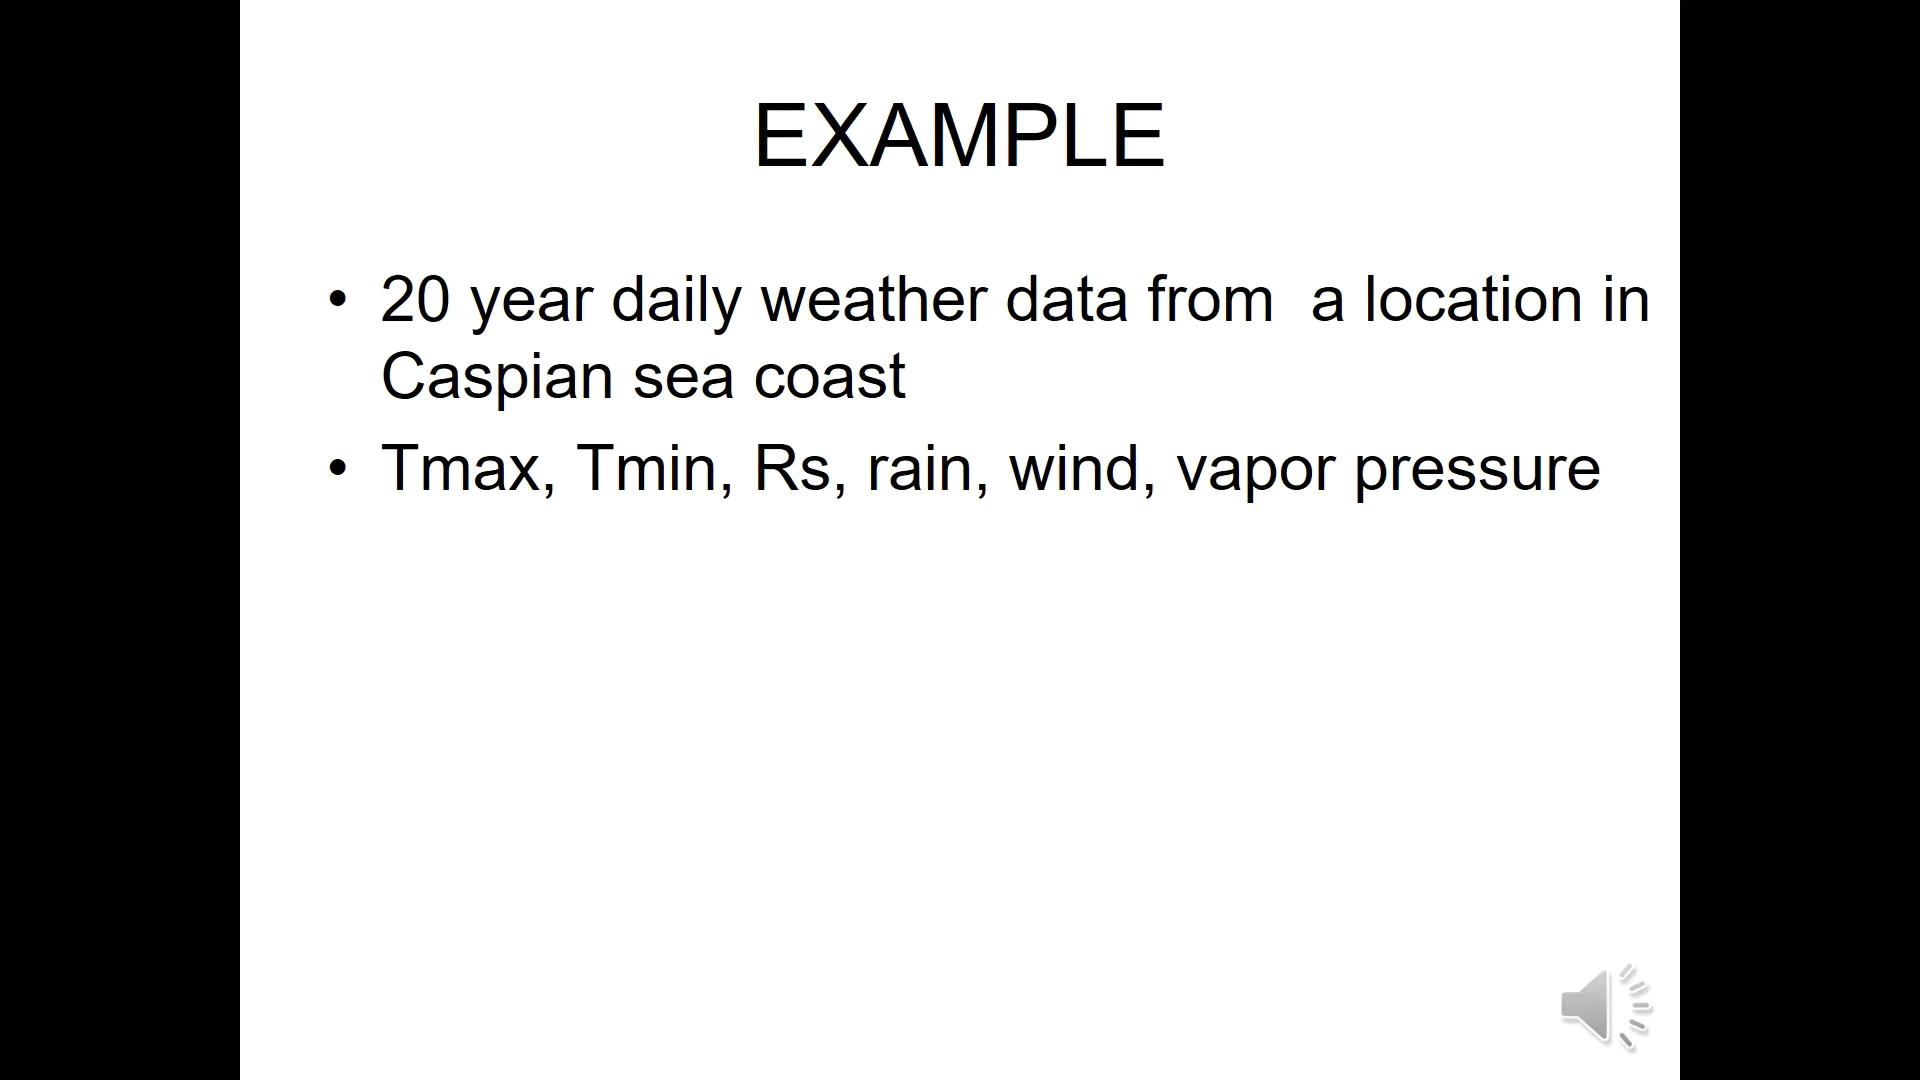 EXAMPLE
• 20 year daily weather data from  a location in
Caspian sea coast
• Tmax, Tmin, Rs, rain, wind, vapor pressure